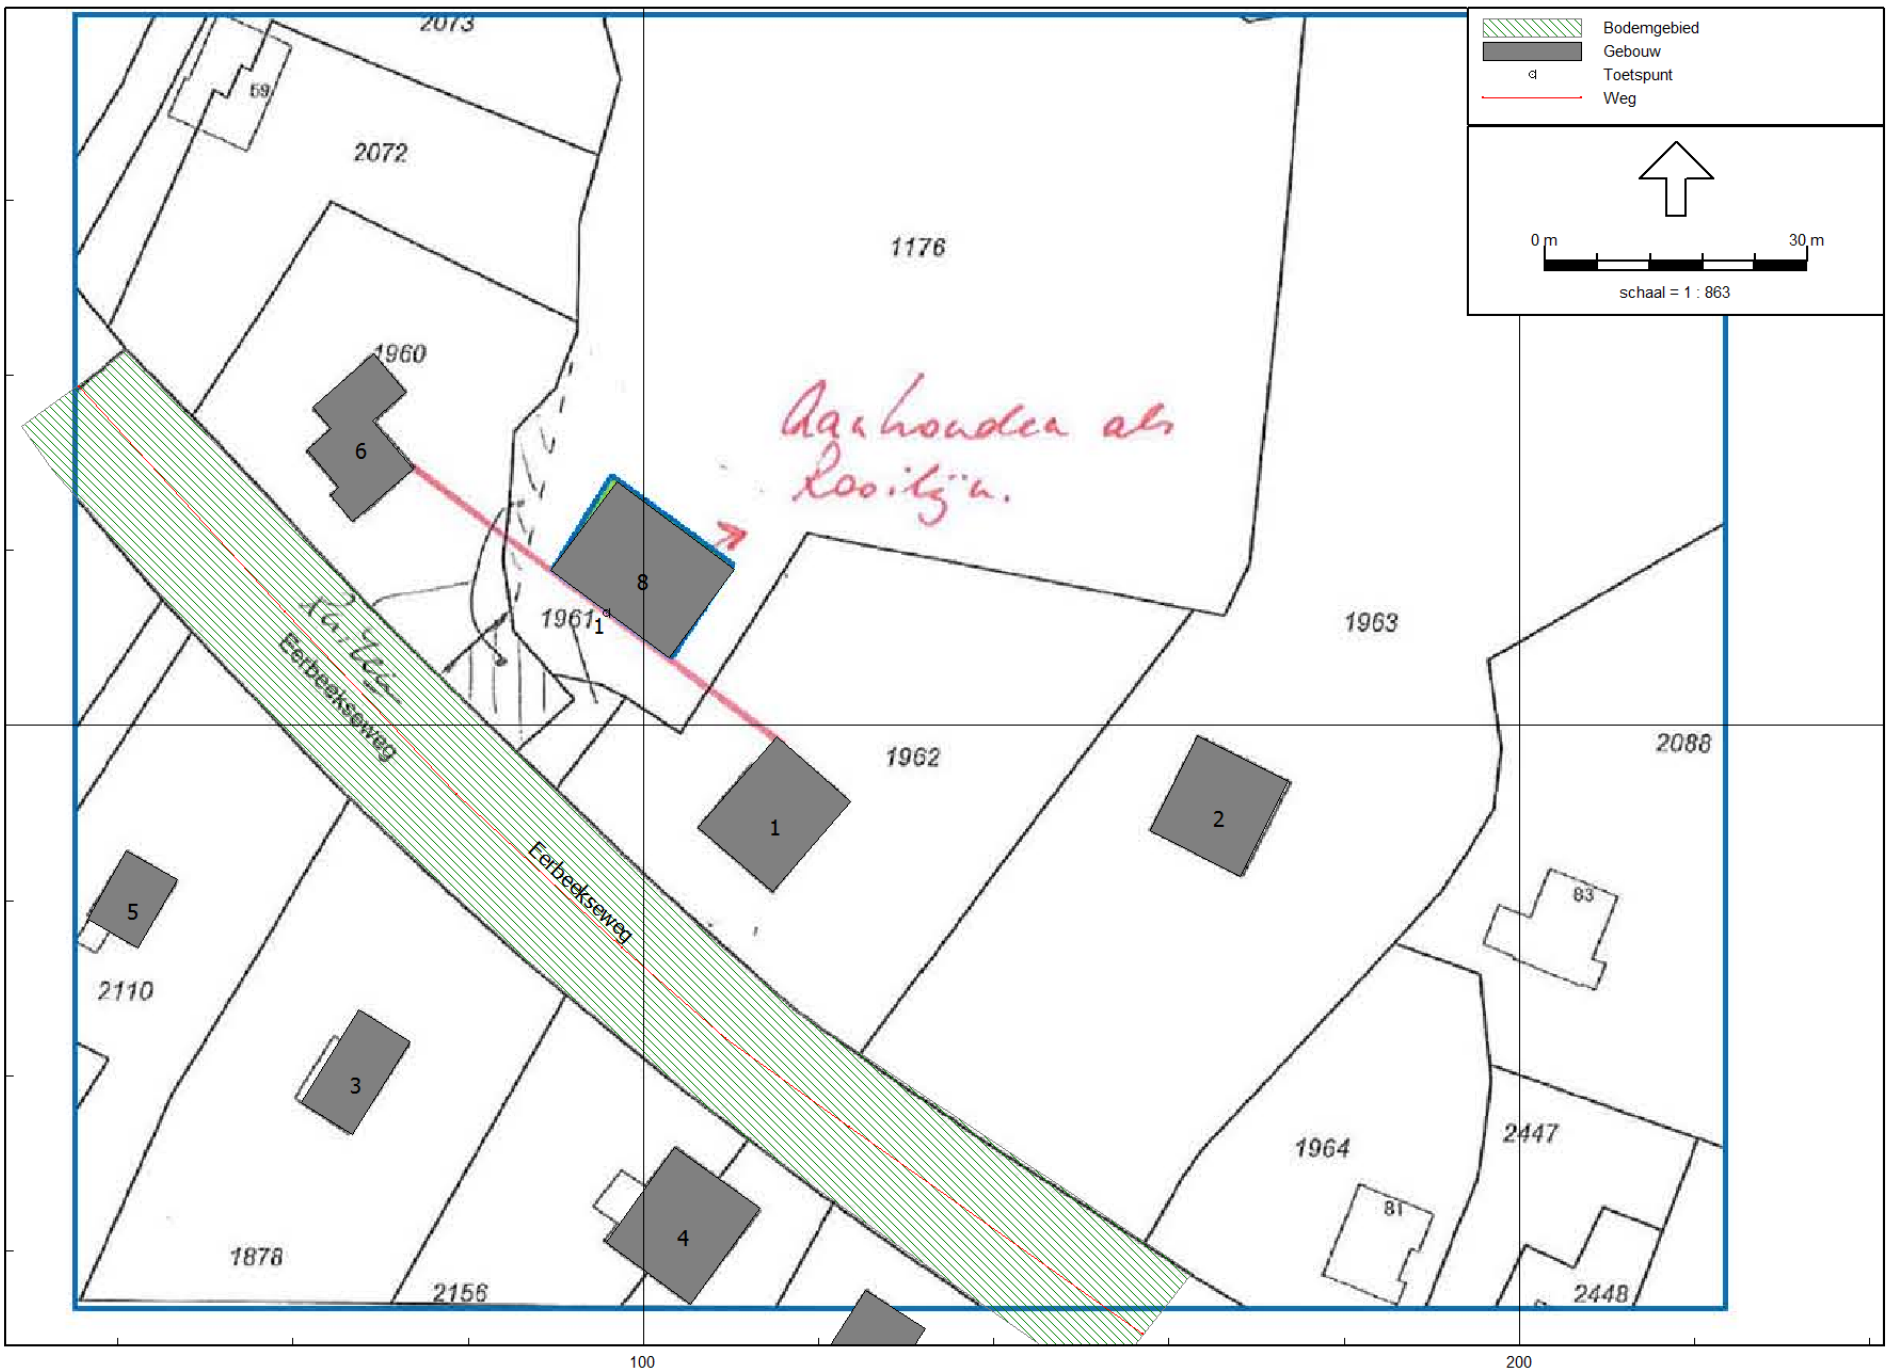 2073
Bodemgebied
Gebouw
Toetspunt
Weg
59
2072
1176
0 m
30 m
schaal = 1 : 863
1960
Aanhouden als
Rooilijn.
6
8
1961
1
1963
Eerbeekseweg
1962
2088
1
2
Eerbeekseweg
83
5
2110
3
1964
2447
81
4
1878
2156
2448
100
200